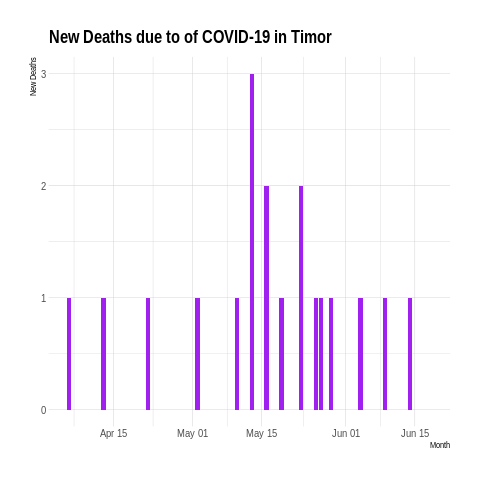 New Deaths due to of COVID-19 in Timor
New Deaths
3
2
1
0
Apr 15
May 01
May 15
Jun 01
Jun 15
Month